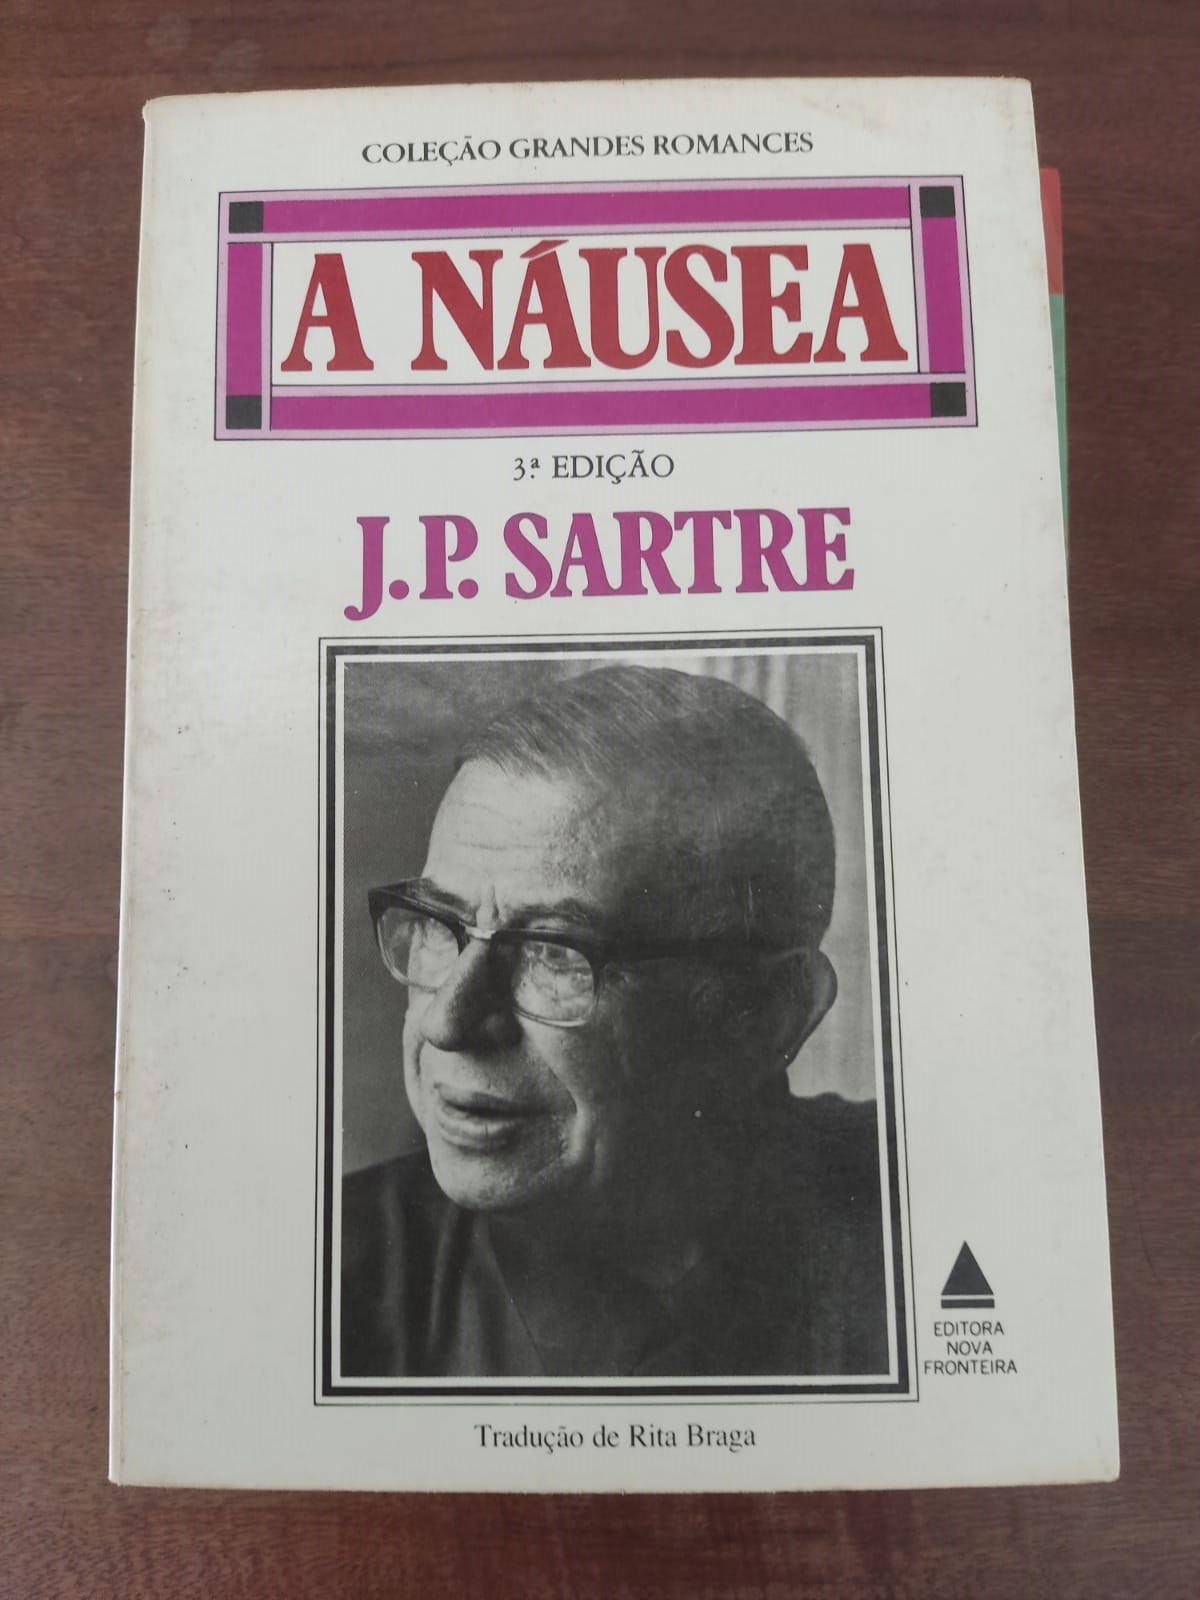 COLEÇÃO GRANDES ROMANCES
A NÁUSEA
3ª EDIÇÃO
J.P. SARTRE
EDITORA
NOVA
FRONTEIRA
Tradução de Rita Braga